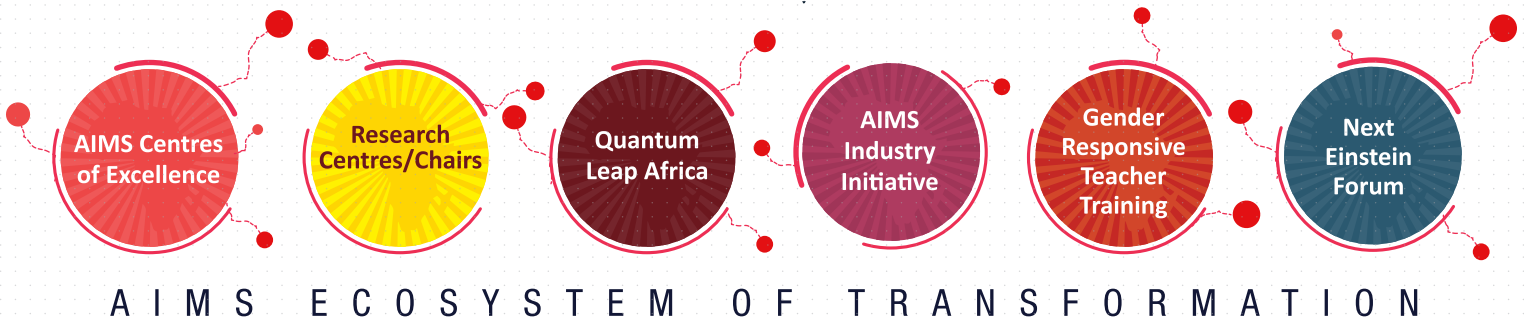 AIMS Centres
of Excellence
Research
Centres/Chairs
Quantum
Leap Africa
AIMS
Industry
Initiative
Gender
Responsive
Teacher
Training
Next
Einstein
Forum
AIMS ECOSYSTEM OF TRANSFORMATION